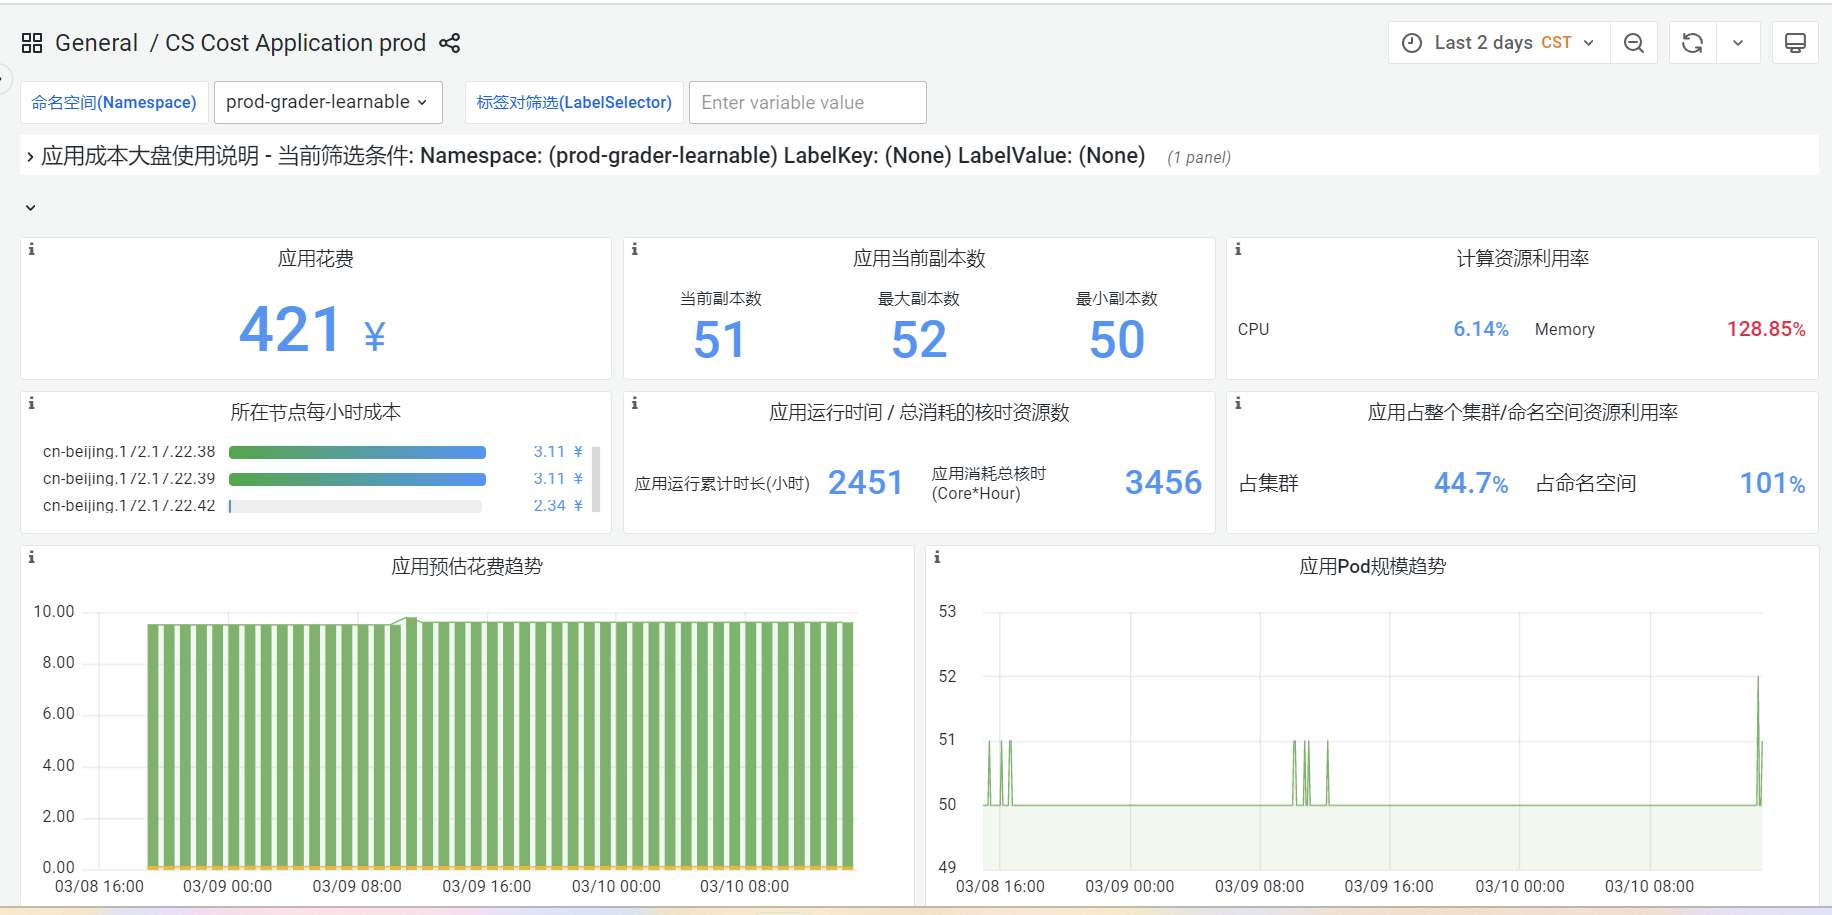 General / CS Cost Application prod
Last 2 days CST
命名空间(Namespace) prod-grader-learnable 标签对筛选(LabelSelector) Enter variable value
应用成本大盘使用说明 - 当前筛选条件: Namespace: (prod-grader-learnable) LabelKey: (None) LabelValue: (None) (1 panel)
应用花费
421 ¥
应用当前副本数
当前副本数 最大副本数 最小副本数
51 52 50
计算资源利用率
CPU 6.14% Memory 128.85%
所在节点每小时成本
cn-beijing.172.17.22.38 3.11 ¥
cn-beijing.172.17.22.39 3.11 ¥
cn-beijing.172.17.22.42 2.34 ¥
应用运行时间 / 总消耗的核时资源数
应用运行累计时长(小时) 2451
应用消耗总核时
(Core*Hour)
3456
应用占整个集群/命名空间资源利用率
占集群 44.7% 占命名空间 101%
应用预估花费趋势
10.00
8.00
6.00
4.00
2.00
0.00
03/08 16:00 03/09 00:00 03/09 08:00 03/09 16:00 03/10 00:00 03/10 08:00
应用Pod规模趋势
53
52
51
50
49
03/08 16:00 03/09 00:00 03/09 08:00 03/09 16:00 03/10 00:00 03/10 08:00